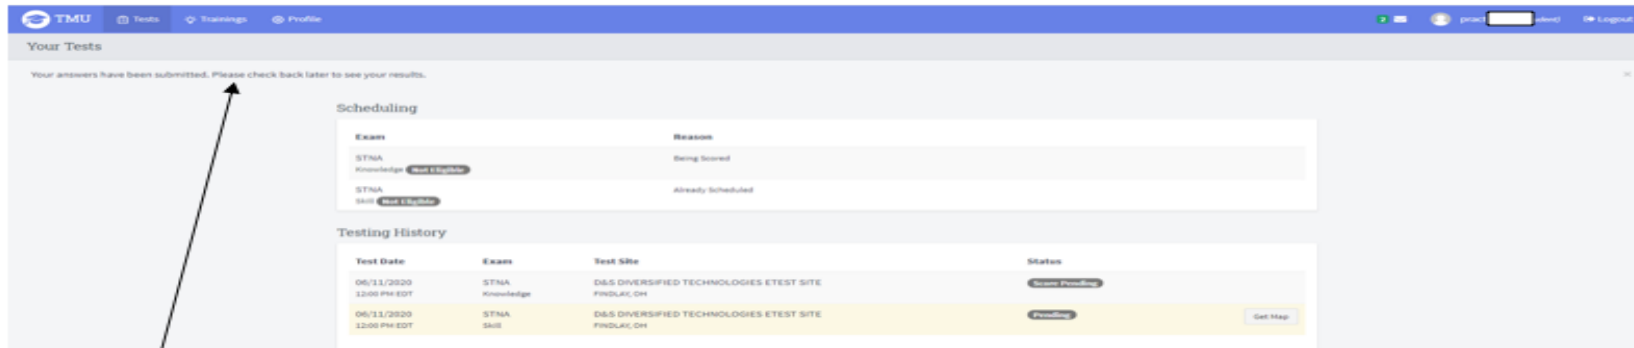 TMU Tests Trainings Profile 2 pract Logout
Your Tests
Your answers have been submitted. Please check back later to see your results.
Scheduling
Exam Reason
STNA Being Scored
Knowledge Not Eligible
STNA Already Scheduled
Skill Not Eligible
Testing History
Test Date Exam Test Site Status
06/11/2020 STNA D&S DIVERSIFIED TECHNOLOGIES ETEST SITE Score Pending
12:00 PM EDT Knowledge FINDLAY, OH
06/11/2020 STNA D&S DIVERSIFIED TECHNOLOGIES ETEST SITE Pending Get Map
12:00 PM EDT Skill FINDLAY, OH